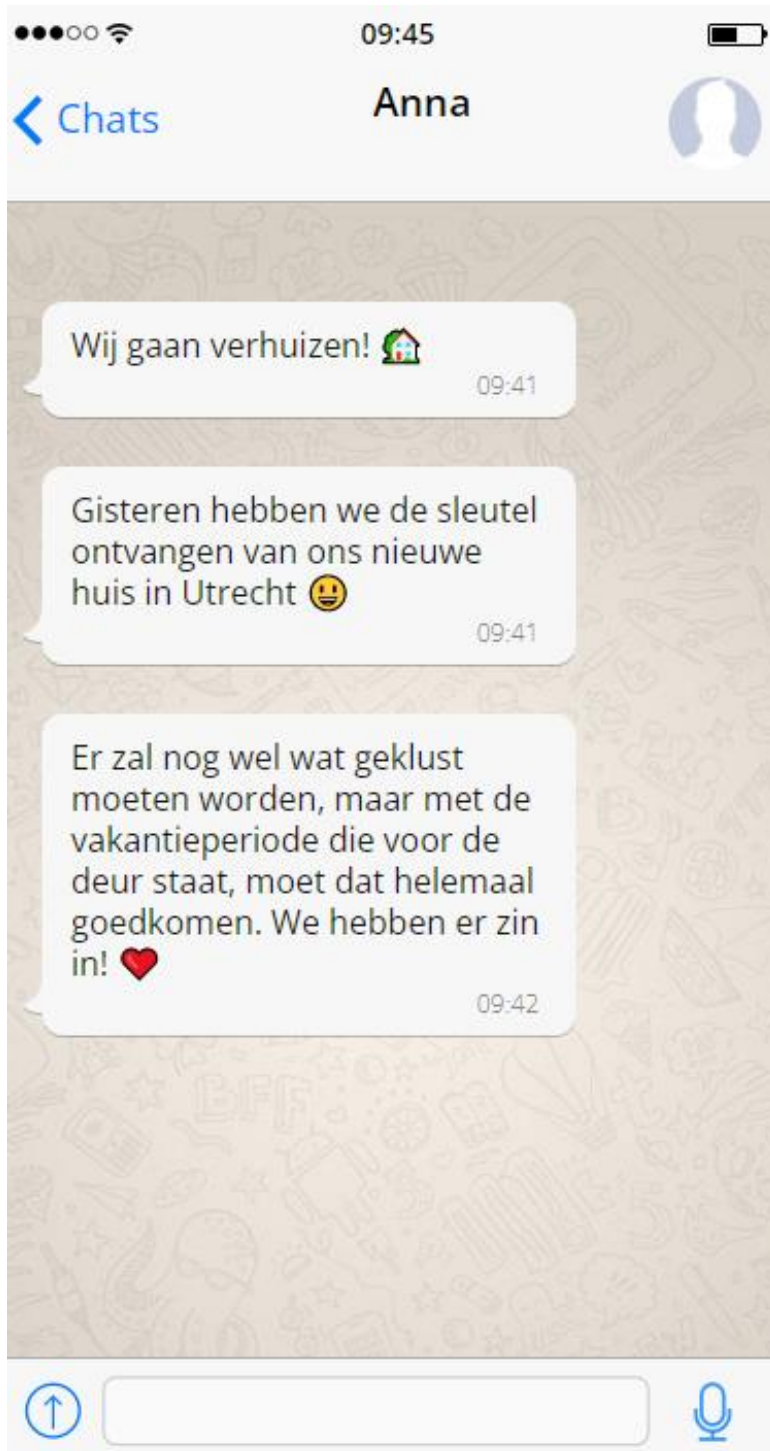 09:45
Chats
Anna
Wij gaan verhuizen! 🏡
09:41
Gisteren hebben we de sleutel
ontvangen van ons nieuwe
huis in Utrecht 😃
09:41
Er zal nog wel wat geklust
moeten worden, maar met de
vakantieperiode die voor de
deur staat, moet dat helemaal
goedkomen. We hebben er zin
in! ❤️
09:42
BFF